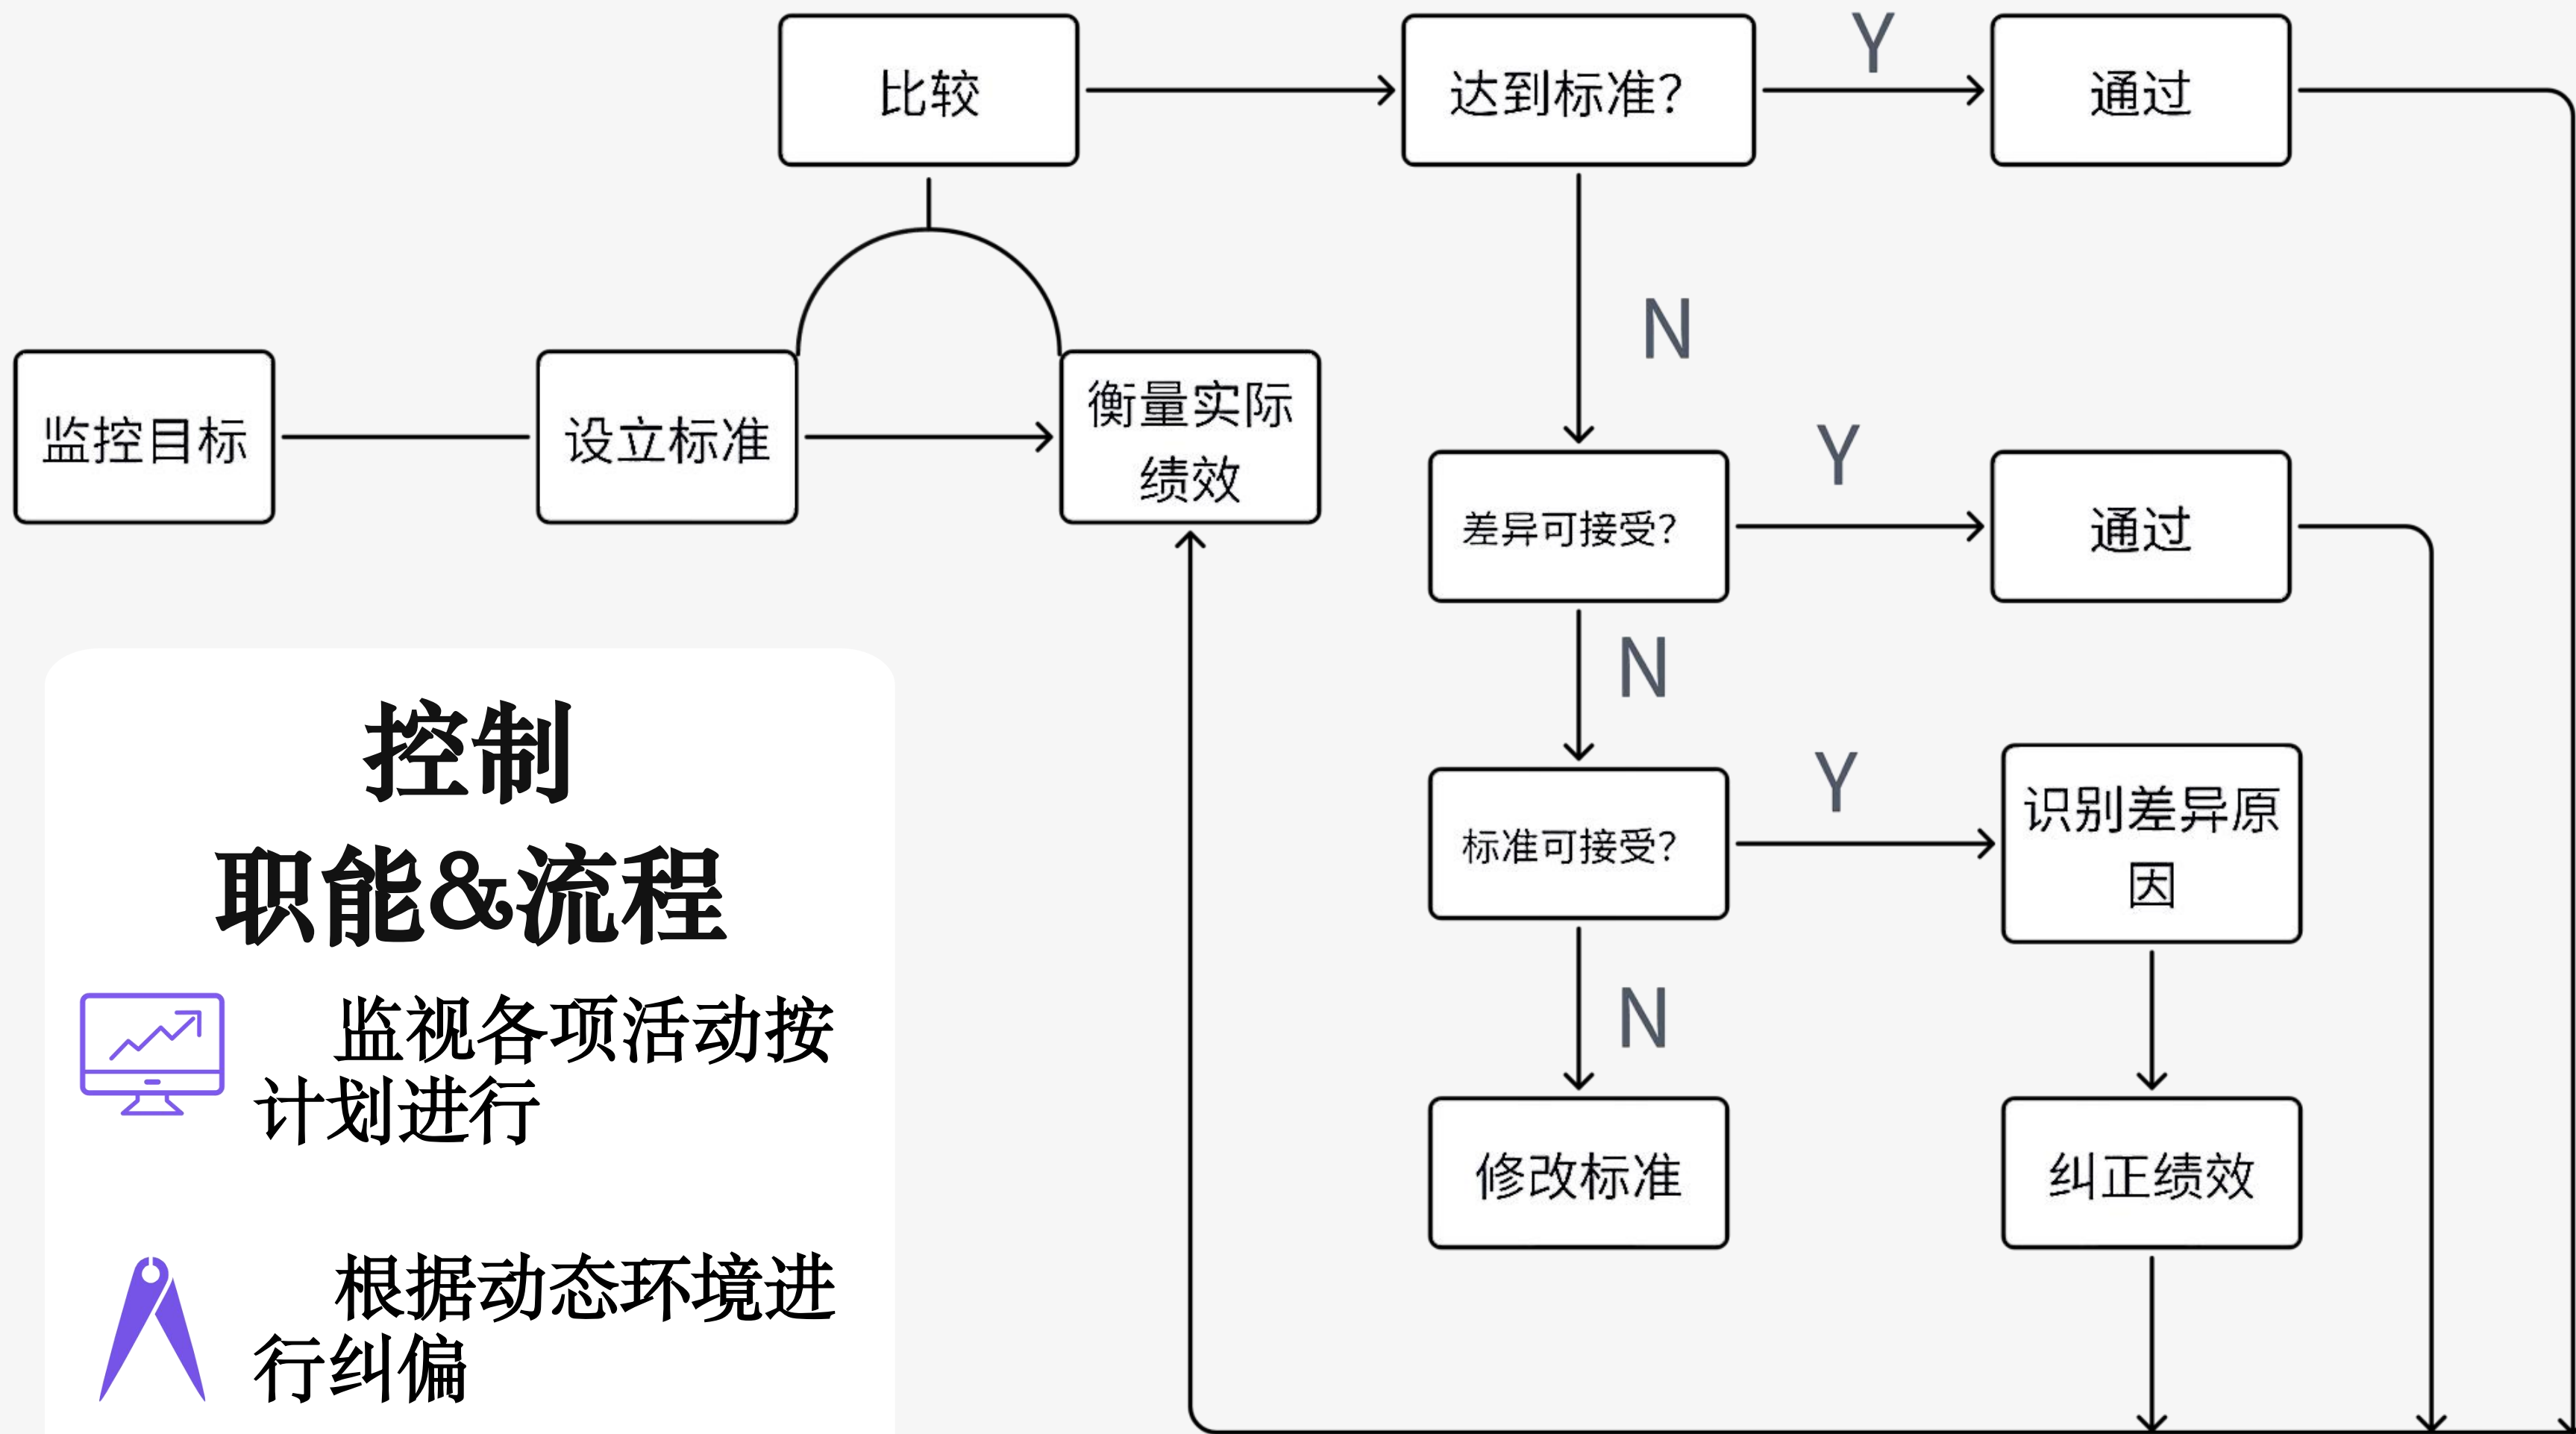 比较
达到标准?
Y
通过
N
监控目标
设立标准
衡量实际
绩效
差异可接受?
Y
通过
N
标准可接受?
Y
识别差异原
因
N
修改标准
纠正绩效
控制
职能&流程
监视各项活动按
计划进行
根据动态环境进
行纠偏